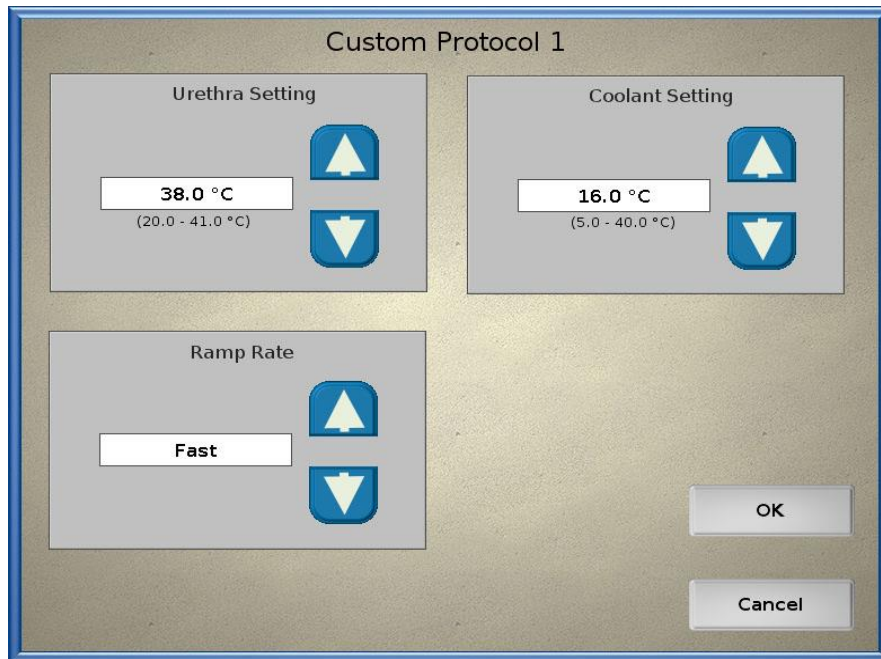 Custom Protocol 1
Urethra Setting
38.0 °C
(20.0 - 41.0 °C)
Coolant Setting
16.0 °C
(5.0 - 40.0 °C)
Ramp Rate
Fast
OK
Cancel